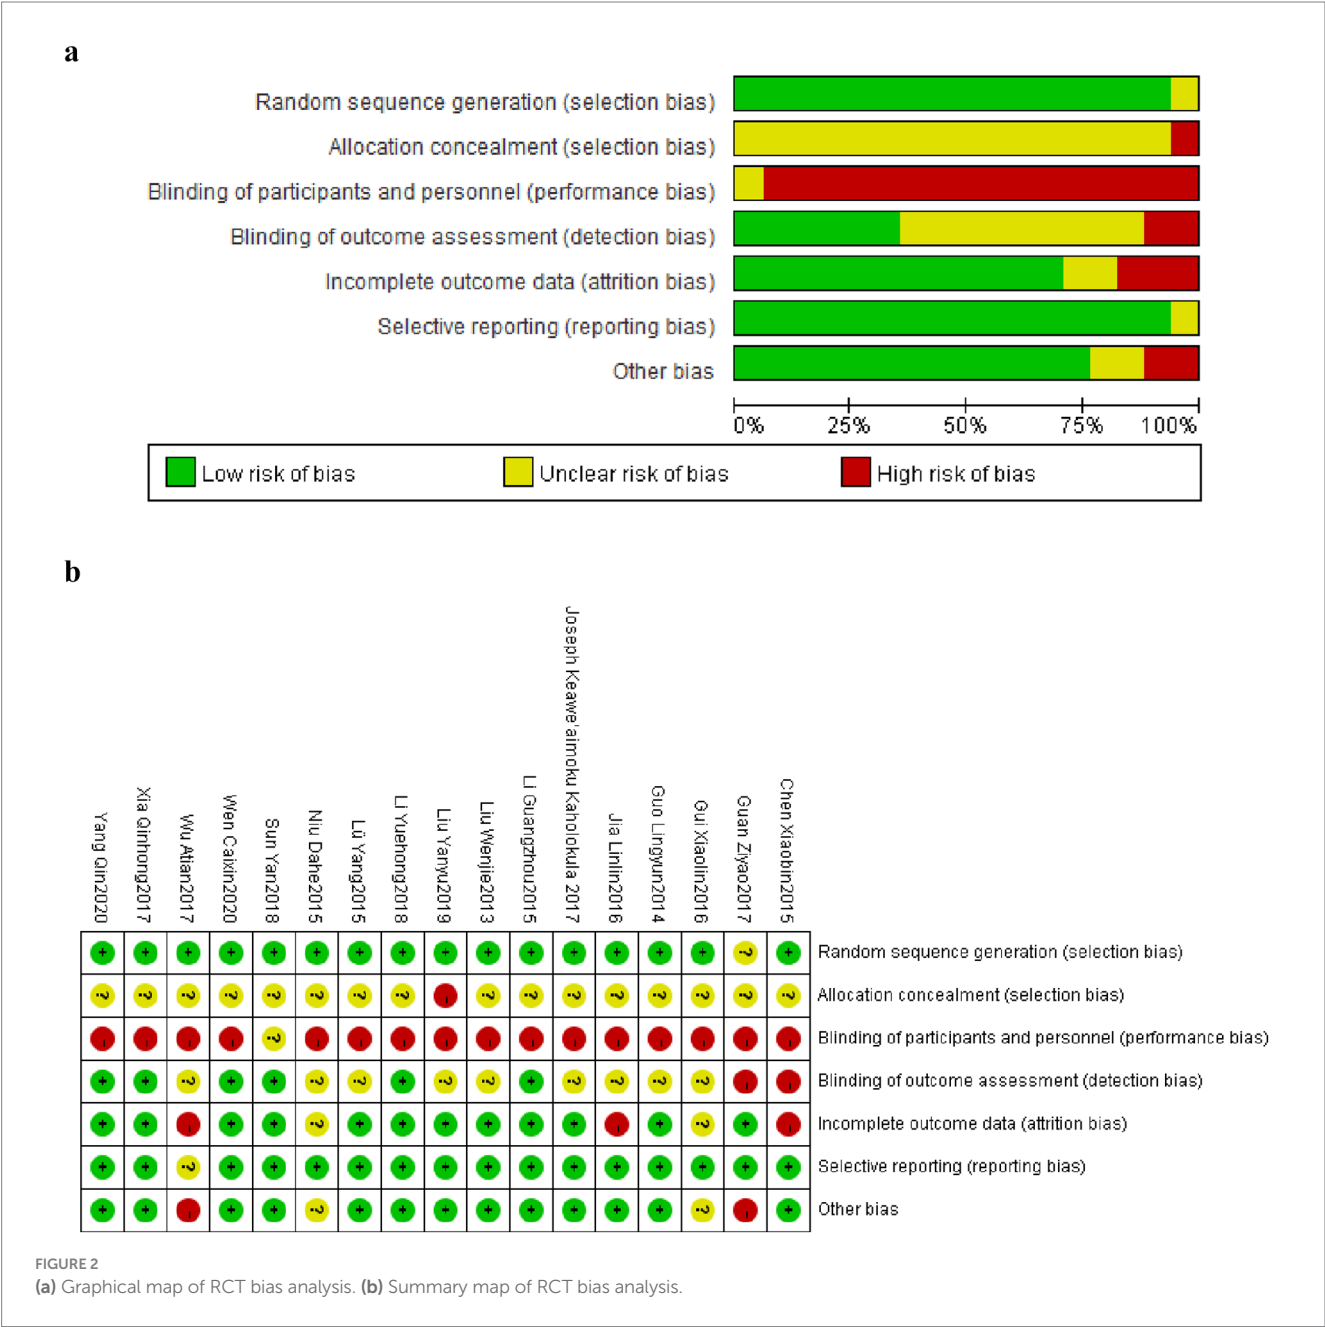 a
Random sequence generation (selection bias)
Allocation concealment (selection bias)
Blinding of participants and personnel (performance bias)
Blinding of outcome assessment (detection bias)
Incomplete outcome data (attrition bias)
Selective reporting (reporting bias)
Other bias
0% 25% 50% 75% 100%
Low risk of bias Unclear risk of bias High risk of bias
b
Yang Qin2020
Xia Qinhong2017
Wu Atian2017
Wen Caixin2020
Sun Yan2018
Niu Dahe2015
Lü Yang2015
Li Yuehong2018
Liu Yanyu2019
Liu Wenjie2013
Li Guangzhou2015
Joseph Keawe'aimoku Kaholokula 2017
Jia Linlin2016
Guo Lingyun2014
Gui Xiaolin2016
Guan Ziyao2017
Chen Xiaobin2015
+ + + + + + + + + + + + + + + ? + Random sequence generation (selection bias)
? ? ? ? ? ? ? ? - ? ? ? ? ? ? ? ? Allocation concealment (selection bias)
- - - - ? - - - - - - - - - - - - Blinding of participants and personnel (performance bias)
+ + ? + + ? ? + ? ? + ? ? ? ? - - Blinding of outcome assessment (detection bias)
+ + - + + ? + + + + + + - + ? + - Incomplete outcome data (attrition bias)
+ + ? + + + + + + + + + + + + + + Selective reporting (reporting bias)
+ + - + + ? + + + + + + + + ? - + Other bias
FIGURE 2
(a) Graphical map of RCT bias analysis. (b) Summary map of RCT bias analysis.